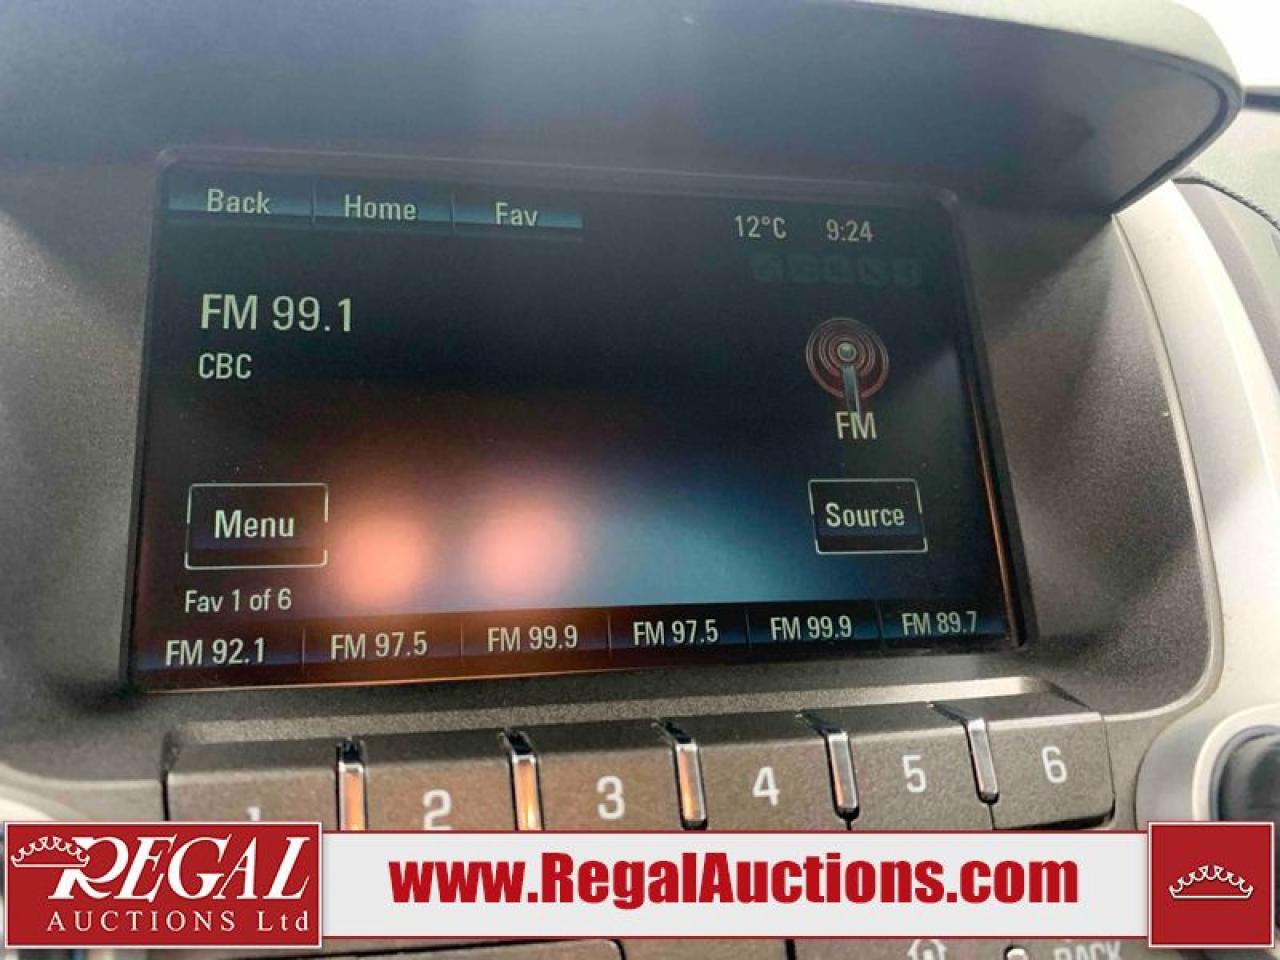 Back Home Fav 12°C 9:24
FM 99.1
CBC
FM
Menu Source
Fav 1 of 6
FM 92.1 FM 97.5 FM 99.9 FM 97.5 FM 99.9 FM 89.7
1 2 3 4 5 6
REGAL
AUCTIONS Ltd
www.RegalAuctions.com
BACK